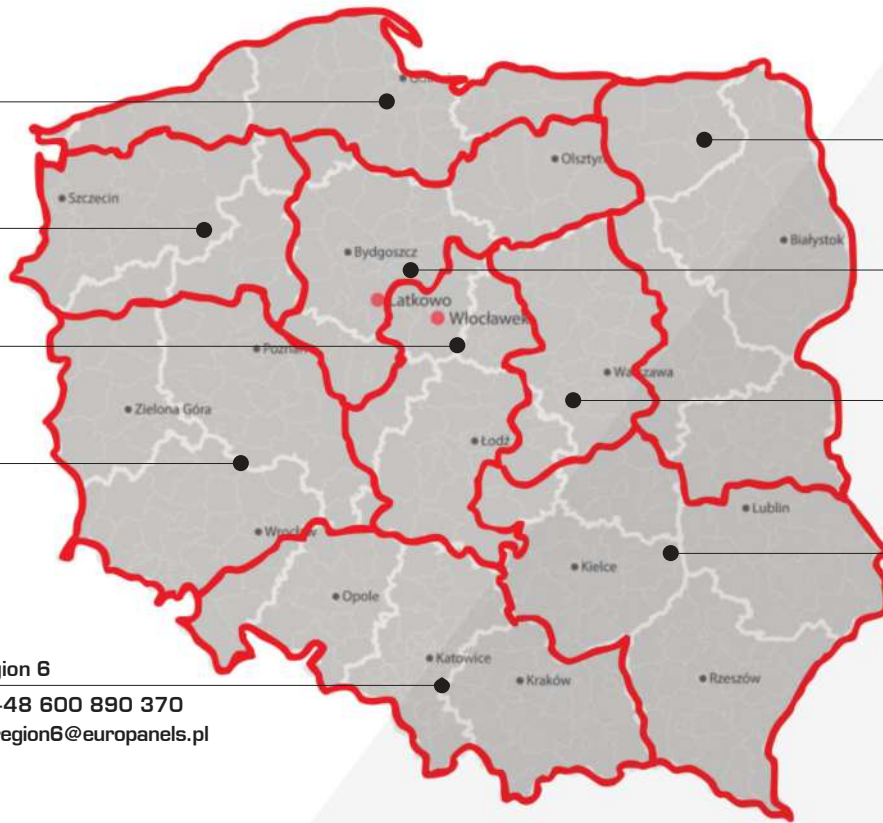 Szczecin
Olsztyn
Białystok
Bydgoszcz
Latkowo
Włocławek
Poznań
Warszawa
Zielona Góra
Łódź
Wrocław
Lublin
Kielce
Opole
Katowice
Kraków
Rzeszów
gion 6
48 600 890 370
egion6@europanels.pl